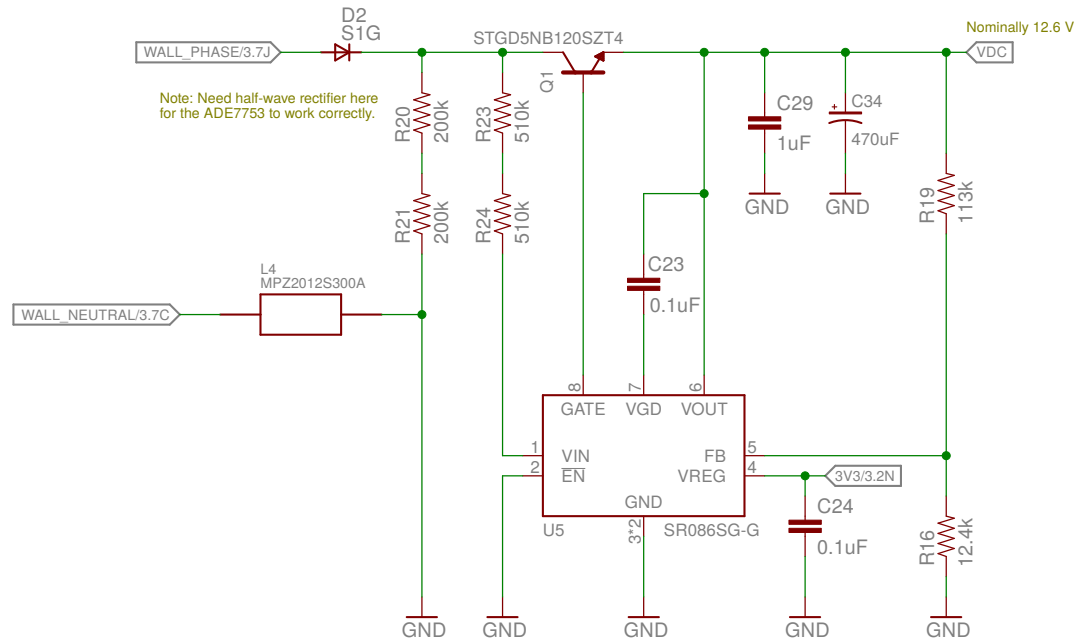 D2
S1G
WALL_PHASE/3.7J
STGD5NB120SZT4
Q1
Nominally 12.6 V
VDC
Note: Need half-wave rectifier here
for the ADE7753 to work correctly.
R20
200k
R23
510k
C29
1uF
GND
+
C34
470uF
GND
R19
113k
R21
200k
R24
510k
L4
MPZ2012S300A
WALL_NEUTRAL/3.7C
C23
0.1uF
8
7
6
GATE
VGD
VOUT
1
VIN
FB
5
2
EN
VREG
4
3V3/3.2N
GND
U5
3*2
SR086SG-G
C24
0.1uF
R16
12.4k
GND
GND
GND
GND
GND